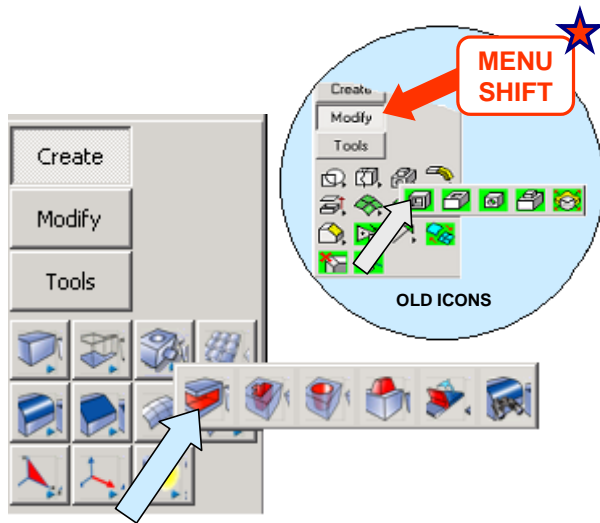 MENU
SHIFT
Create
Modify
Tools
OLD ICONS
Create
Modify
Tools